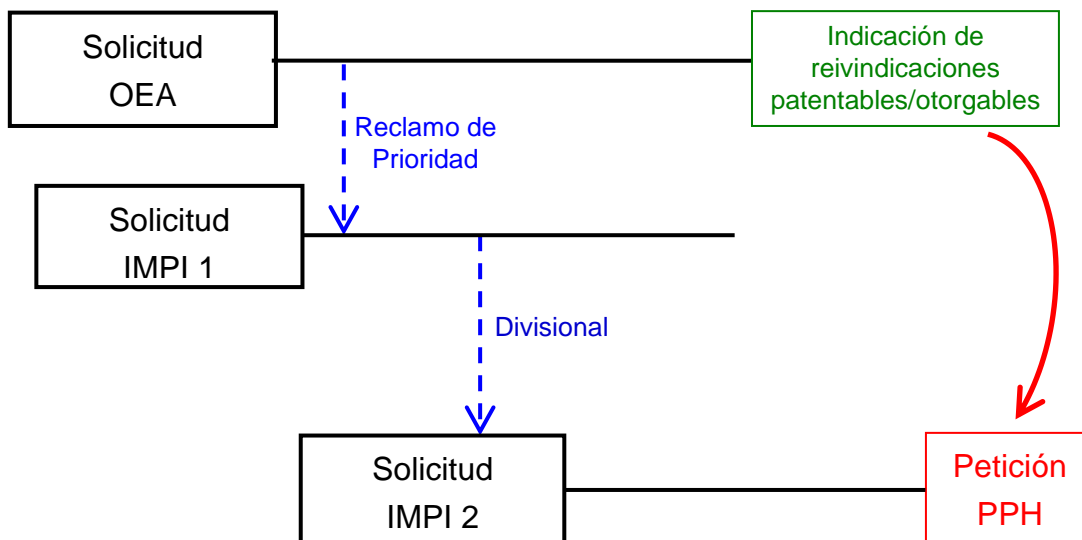 Solicitud
OEA
Indicación de
reivindicaciones
patentables/otorgables
Reclamo de
Prioridad
Solicitud
IMPI 1
Divisional
Solicitud
IMPI 2
Petición
PPH